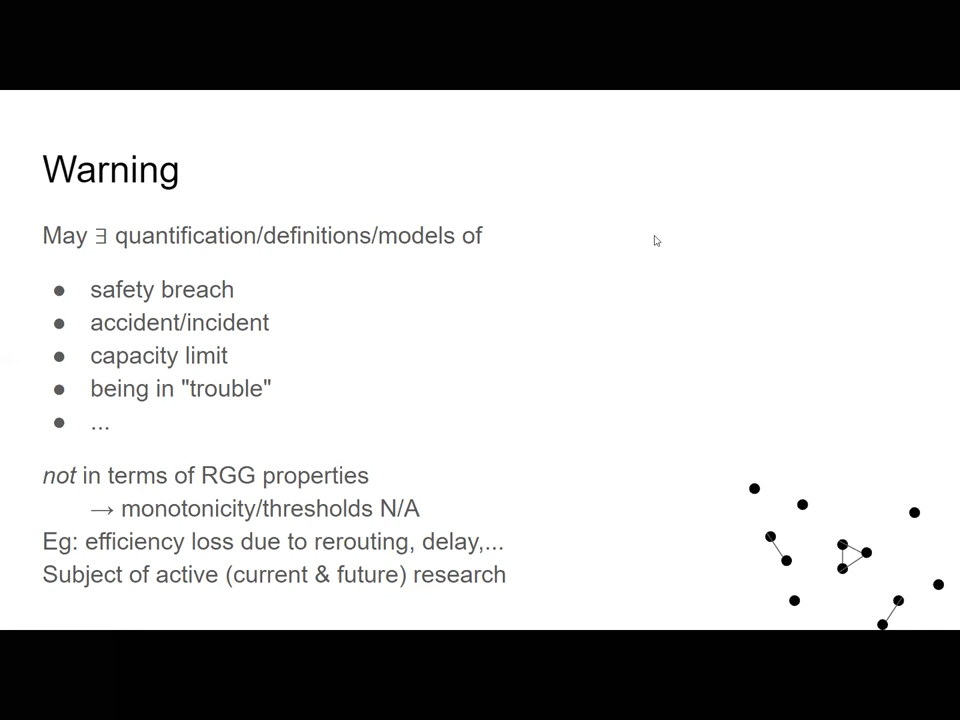 Warning
May ∃ quantification/definitions/models of
● safety breach
● accident/incident
● capacity limit
● being in "trouble"
● ...
not in terms of RGG properties
→ monotonicity/thresholds N/A
Eg: efficiency loss due to rerouting, delay,...
Subject of active (current & future) research